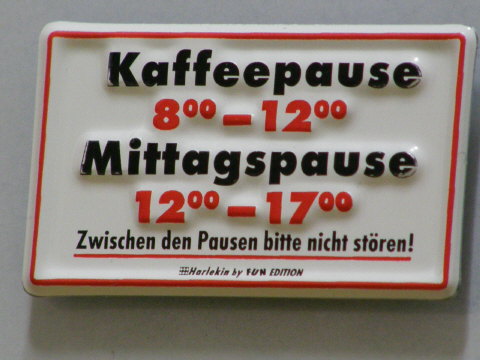 Kaffeepause
8⁰⁰ – 12⁰⁰
Mittagspause
12⁰⁰ – 17⁰⁰
Zwischen den Pausen bitte nicht stören!
Harlekin by FUN EDITION